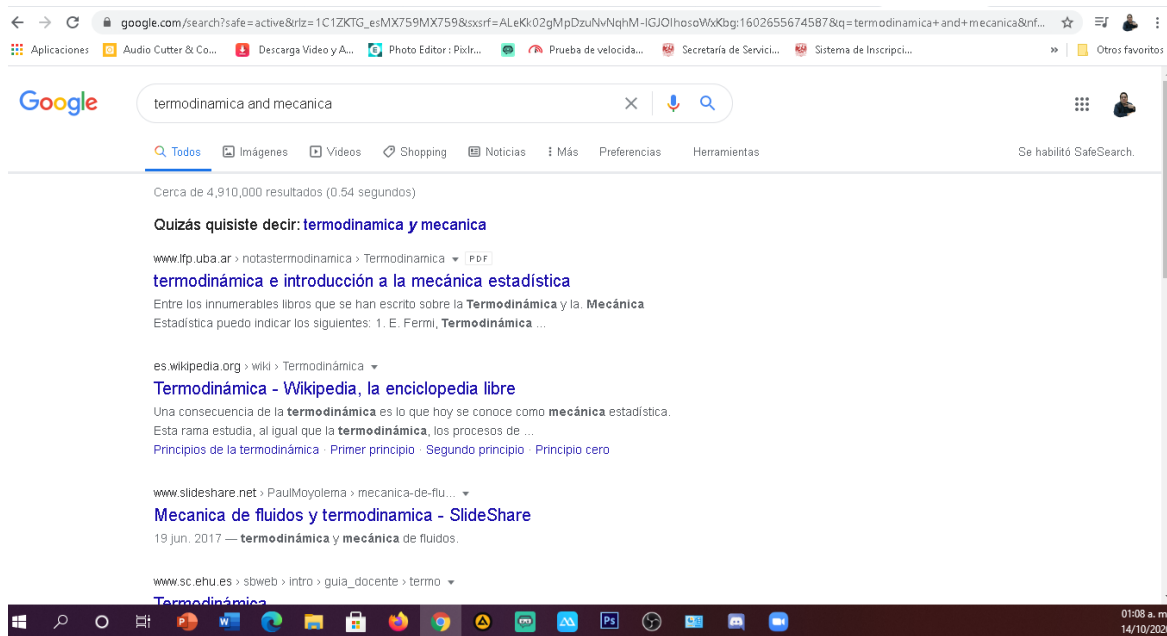 google.com/search?safe=active&rlz=1C1ZKTG_esMX759MX759&sxsrf=ALeKk02gMpDzuNvNqhM-lGJOlhosoWxKbg:1602655674587&q=termodinamica+and+mecanica&nf...
Aplicaciones Audio Cutter & Co... Descarga Video y A... Photo Editor : Pixlr... Prueba de velocida... Secretaría de Servici... Sistema de Inscripci... » Otros favoritos
Google termodinamica and mecanica
Todos Imágenes Videos Shopping Noticias Más Preferencias Herramientas Se habilitó SafeSearch.
Cerca de 4,910,000 resultados (0.54 segundos)
Quizás quisiste decir: termodinamica y mecanica
www.lfp.uba.ar › notastermodinamica › Termodinamica PDF
termodinámica e introducción a la mecánica estadística
Entre los innumerables libros que se han escrito sobre la Termodinámica y la. Mecánica
Estadística puedo indicar los siguientes: 1. E. Fermi, Termodinámica ...
es.wikipedia.org › wiki › Termodinámica
Termodinámica - Wikipedia, la enciclopedia libre
Una consecuencia de la termodinámica es lo que hoy se conoce como mecánica estadística.
Esta rama estudia, al igual que la termodinámica, los procesos de ...
Principios de la termodinámica · Primer principio · Segundo principio · Principio cero
www.slideshare.net › PaulMoyolema › mecanica-de-flu...
Mecanica de fluidos y termodinamica - SlideShare
19 jun. 2017 — termodinámica y mecánica de fluidos.
www.sc.ehu.es › sbweb › intro › guia_docente › termo
Termodinámica
Ps
01:08 a. m
14/10/202